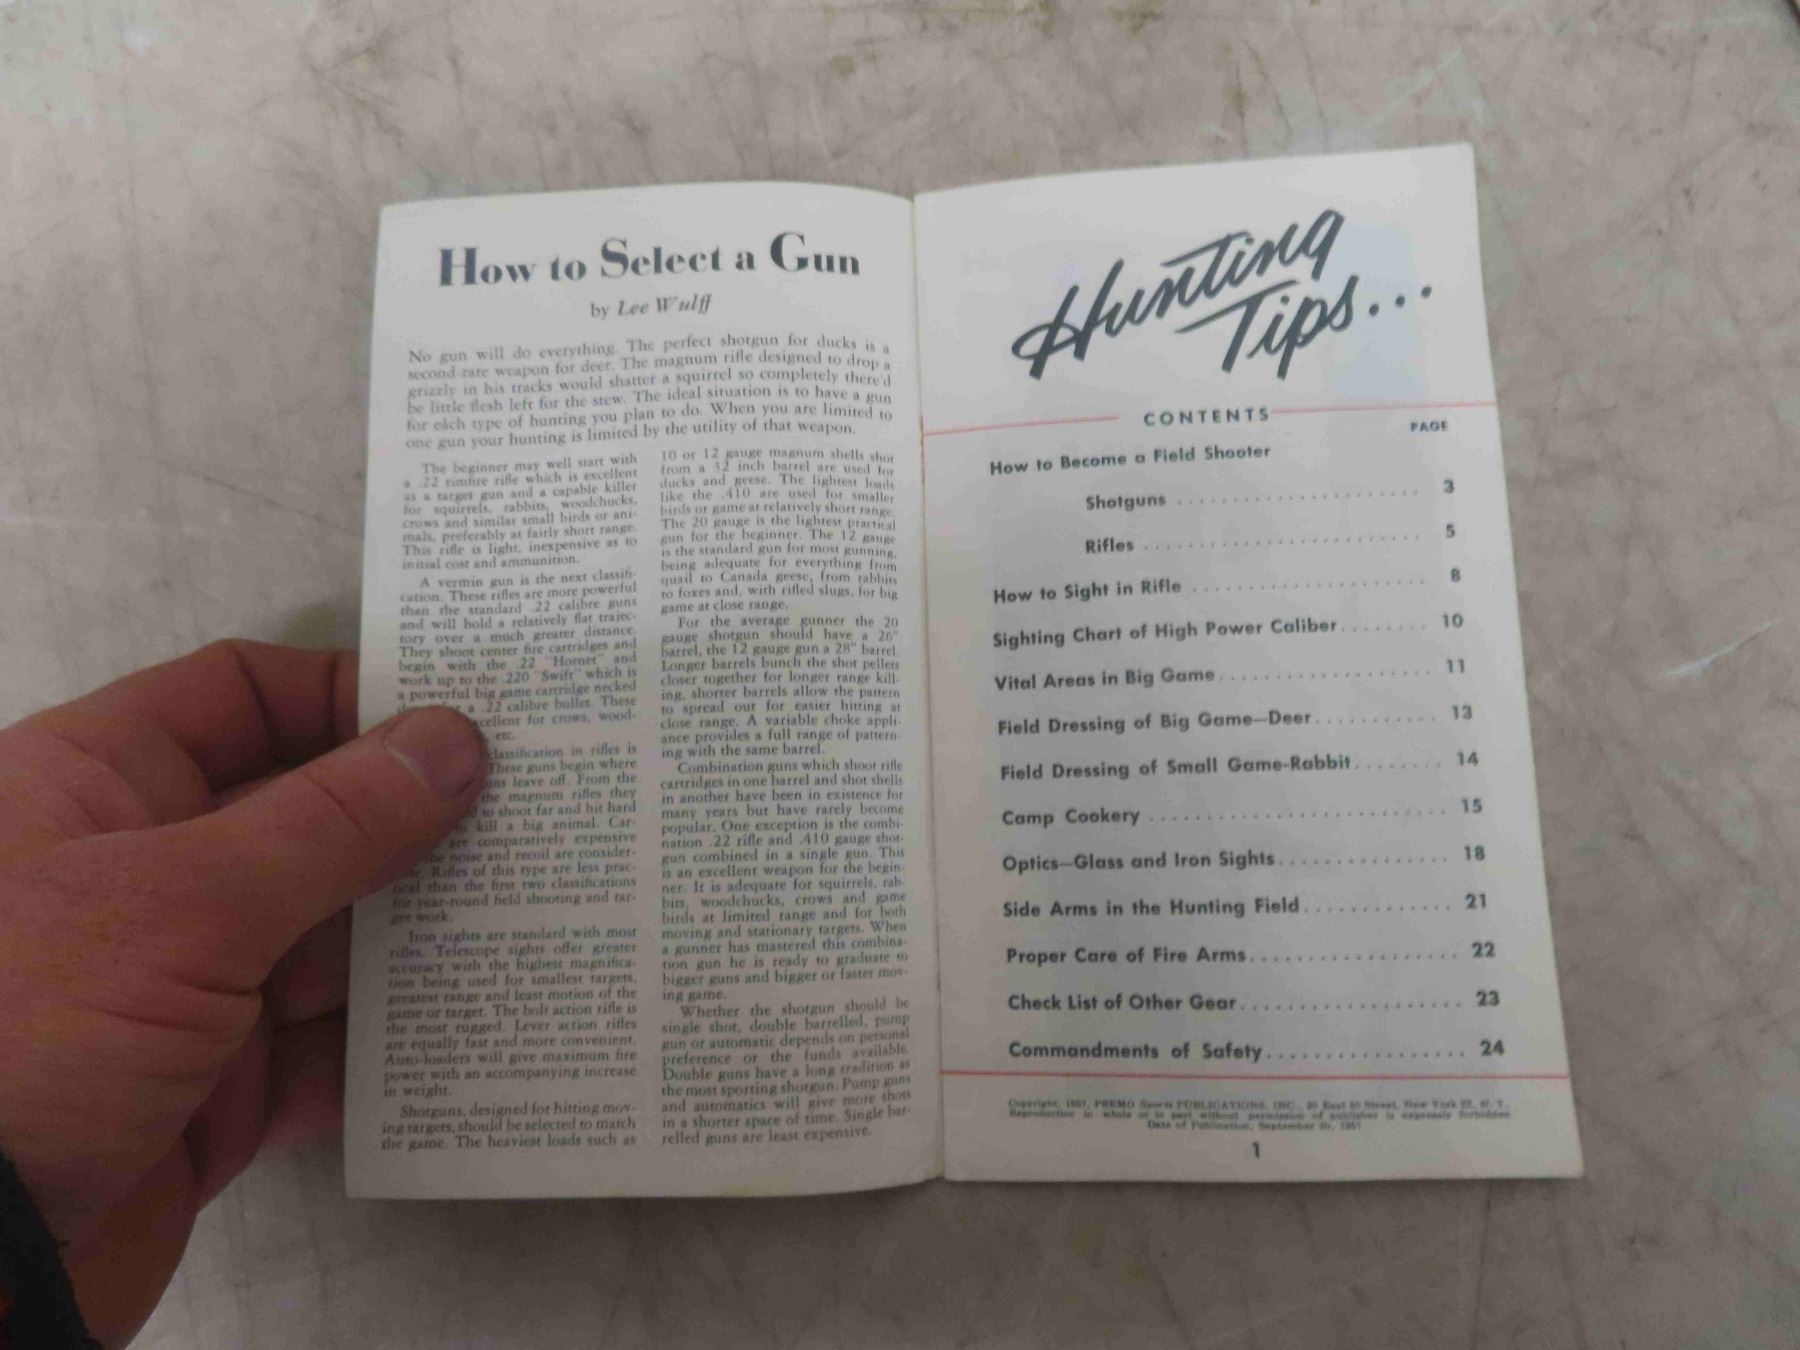 How to Select a Gun
by Lee Wulff
No gun will do everything. The perfect shotgun for ducks is a
second-rate weapon for deer. The magnum rifle designed to drop a
grizzly in his tracks would shatter a squirrel so completely there'd
be little flesh left for the stew. The ideal situation is to have a gun
for each type of hunting you plan to do. When you are limited to
one gun your hunting is limited by the utility of that weapon.
The beginner may well start with
a .22 rimfire rifle which is excellent
as a target gun and a capable killer
for squirrels, rabbits, woodchucks,
crows and similar small birds or ani-
mals, preferably at fairly short range.
This rifle is light, inexpensive as to
initial cost and ammunition.
A vermin gun is the next classifi-
cation. These rifles are more powerful
than the standard .22 calibre guns
and will hold a relatively flat trajec-
tory over a much greater distance.
They shoot center fire cartridges and
begin with the .22 "Hornet" and
work up to the .220 "Swift" which is
a powerful big game cartridge necked
a .22 calibre bullet. These
for crows, wood-
etc.
classification in rifles is
These guns begin where
leave off. From the
the magnum rifles they
to shoot far and hit hard
kill a big animal. Car-
are comparatively expensive
noise and recoil are consider-
Rifles of this type are less prac-
tical than the first two classifications
for year-round field shooting and tar-
get work.
Iron sights are standard with most
rifles. Telescope sights offer greater
accuracy with the highest magnifica-
tion being used for smallest targets,
greatest range and least motion of the
game or target. The bolt action rifle is
the most rugged. Lever action rifles
are equally fast and more convenient.
Auto-loaders will give maximum fire
power with an accompanying increase
in weight.
Shotguns, designed for hitting mov-
ing targets, should be selected to match
the game. The heaviest loads such as
10 or 12 gauge magnum shells shot
from a 32 inch barrel are used for
ducks and geese. The lightest loads
like the .410 are used for smaller
birds or game at relatively short range.
The 20 gauge is the lightest practical
gun for the beginner. The 12 gauge
is the standard gun for most gunning,
being adequate for everything from
quail to Canada geese, from rabbits
to foxes and, with rifled slugs, for big
game at close range.
For the average gunner the 20
gauge shotgun should have a 26"
barrel, the 12 gauge gun a 28" barrel.
Longer barrels bunch the shot pellets
closer together for longer range kill-
ing, shorter barrels allow the pattern
to spread out for easier hitting at
close range. A variable choke appli-
ance provides a full range of pattern-
ing with the same barrel.
Combination guns which shoot rifle
cartridges in one barrel and shot shells
in another have been in existence for
many years but have rarely become
popular. One exception is the combi-
nation .22 rifle and .410 gauge shot-
gun combined in a single gun. This
is an excellent weapon for the begin-
ner. It is adequate for squirrels, rab-
bits, woodchucks, crows and game
birds at limited range and for both
moving and stationary targets. When
a gunner has mastered this combina-
tion gun he is ready to graduate to
bigger guns and bigger or faster mov-
ing game.
Whether the shotgun should be
single shot, double barrelled, pump
gun or automatic depends on personal
preference or the funds available.
Double guns have a long tradition as
the most sporting shotgun. Pump guns
and automatics will give more shots
in a shorter space of time. Single bar-
relled guns are least expensive.
Hunting
Tips...
CONTENTS
PAGE
How to Become a Field Shooter
Shotguns 3
Rifles 5
How to Sight in Rifle 8
Sighting Chart of High Power Caliber 10
Vital Areas in Big Game 11
Field Dressing of Big Game—Deer 13
Field Dressing of Small Game-Rabbit 14
Camp Cookery 15
Optics—Glass and Iron Sights 18
Side Arms in the Hunting Field 21
Proper Care of Fire Arms 22
Check List of Other Gear 23
Commandments of Safety 24
Copyright, 1957, PREMO Sports PUBLICATIONS, INC., East Street, New York 22, N. Y.
Reproduction in whole or in part without permission of publisher is expressly forbidden
Date of Publication, September 20, 1957
1